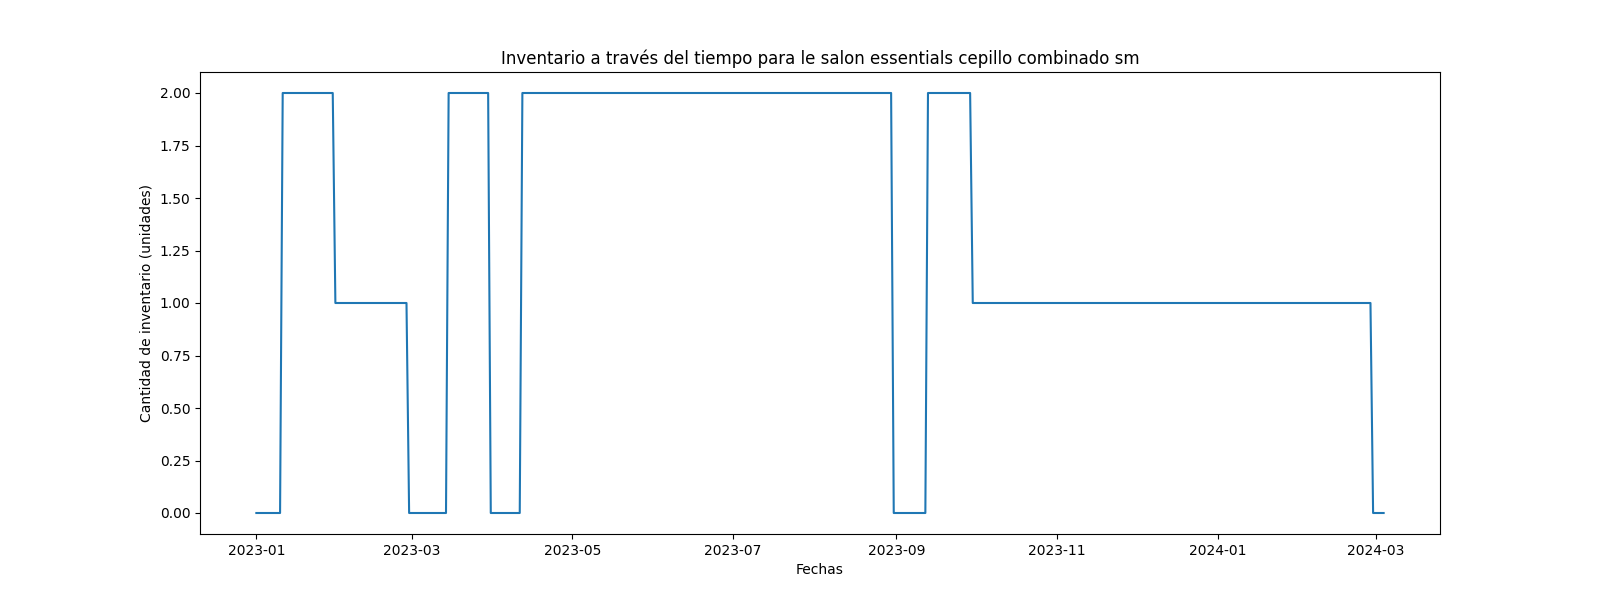 Inventario a través del tiempo para le salon essentials cepillo combinado sm
Cantidad de inventario (unidades)
2.00
1.75
1.50
1.25
1.00
0.75
0.50
0.25
0.00
2023-01 2023-03 2023-05 2023-07 2023-09 2023-11 2024-01 2024-03
Fechas